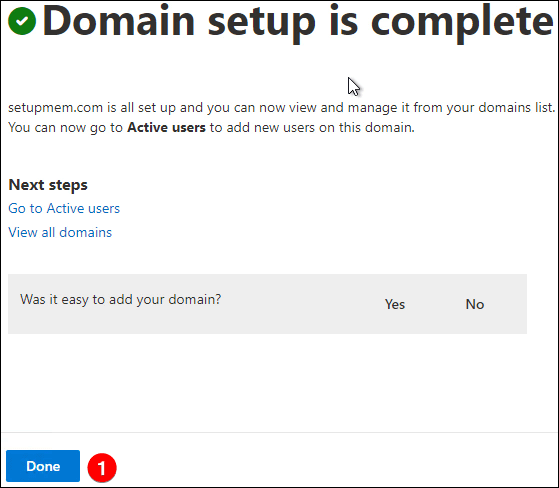 Domain setup is complete
setupmem.com is all set up and you can now view and manage it from your domains list.
You can now go to Active users to add new users on this domain.
Next steps
Go to Active users
View all domains
Was it easy to add your domain? Yes No
Done 1